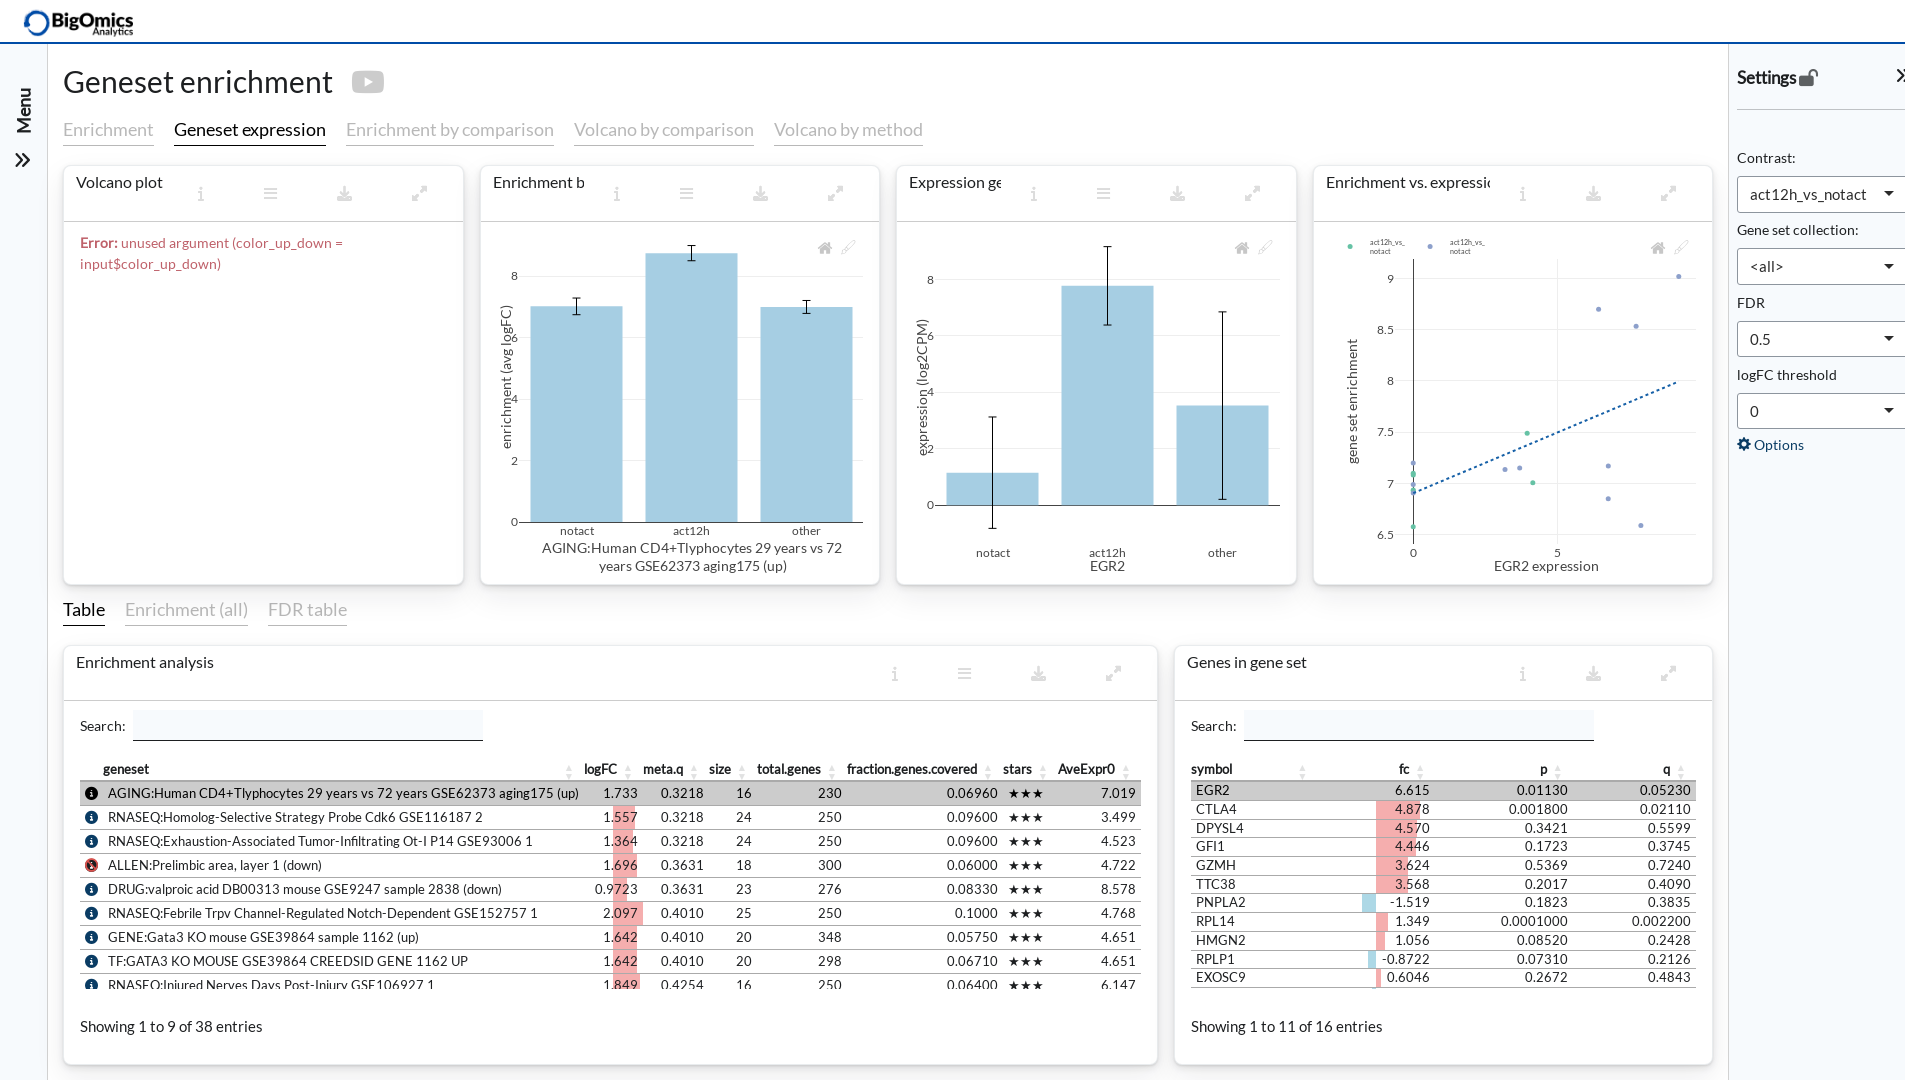 BigOmics
Analytics
Menu
Geneset enrichment
Enrichment Geneset expression Enrichment by comparison Volcano by comparison Volcano by method
Volcano plot
Error: unused argument (color_up_down =
input$color_up_down)
Enrichment b
enrichment (avg logFC)
8
6
4
2
0
notact act12h other
AGING:Human CD4+Tlyphocytes 29 years vs 72
years GSE62373 aging175 (up)
Expression ge
expression (log2CPM)
8
6
4
2
0
notact act12h other
EGR2
Enrichment vs. expressio
act12h_vs_ act12h_vs_
notact notact
gene set enrichment
9
8.5
8
7.5
7
6.5
0 5
EGR2 expression
Table Enrichment (all) FDR table
Enrichment analysis
Search:
geneset logFC meta.q size total.genes fraction.genes.covered stars AveExpr0
AGING:Human CD4+Tlyphocytes 29 years vs 72 years GSE62373 aging175 (up) 1.733 0.3218 16 230 0.06960 ★★★ 7.019
RNASEQ:Homolog-Selective Strategy Probe Cdk6 GSE116187 2 1.557 0.3218 24 250 0.09600 ★★★ 3.499
RNASEQ:Exhaustion-Associated Tumor-Infiltrating Ot-I P14 GSE93006 1 1.364 0.3218 24 250 0.09600 ★★★ 4.523
ALLEN:Prelimbic area, layer 1 (down) 1.696 0.3631 18 300 0.06000 ★★★ 4.722
DRUG:valproic acid DB00313 mouse GSE9247 sample 2838 (down) 0.9723 0.3631 23 276 0.08330 ★★★ 8.578
RNASEQ:Febrile Trpv Channel-Regulated Notch-Dependent GSE152757 1 2.097 0.4010 25 250 0.1000 ★★★ 4.768
GENE:Gata3 KO mouse GSE39864 sample 1162 (up) 1.642 0.4010 20 348 0.05750 ★★★ 4.651
TF:GATA3 KO MOUSE GSE39864 CREEDSID GENE 1162 UP 1.642 0.4010 20 298 0.06710 ★★★ 4.651
RNASEQ:Injured Nerves Days Post-Injury GSE106927 1 1.849 0.4254 16 250 0.06400 ★★★ 6.147
Showing 1 to 9 of 38 entries
Genes in gene set
Search:
symbol fc p q
EGR2 6.615 0.01130 0.05230
CTLA4 4.878 0.001800 0.02110
DPYSL4 4.570 0.3421 0.5599
GFI1 4.446 0.1723 0.3745
GZMH 3.624 0.5369 0.7240
TTC38 3.568 0.2017 0.4090
PNPLA2 -1.519 0.1823 0.3835
RPL14 1.349 0.0001000 0.002200
HMGN2 1.056 0.08520 0.2428
RPLP1 -0.8722 0.07310 0.2126
EXOSC9 0.6046 0.2672 0.4843
Showing 1 to 11 of 16 entries
Settings
Contrast:
act12h_vs_notact
Gene set collection:
<all>
FDR
0.5
logFC threshold
0
Options